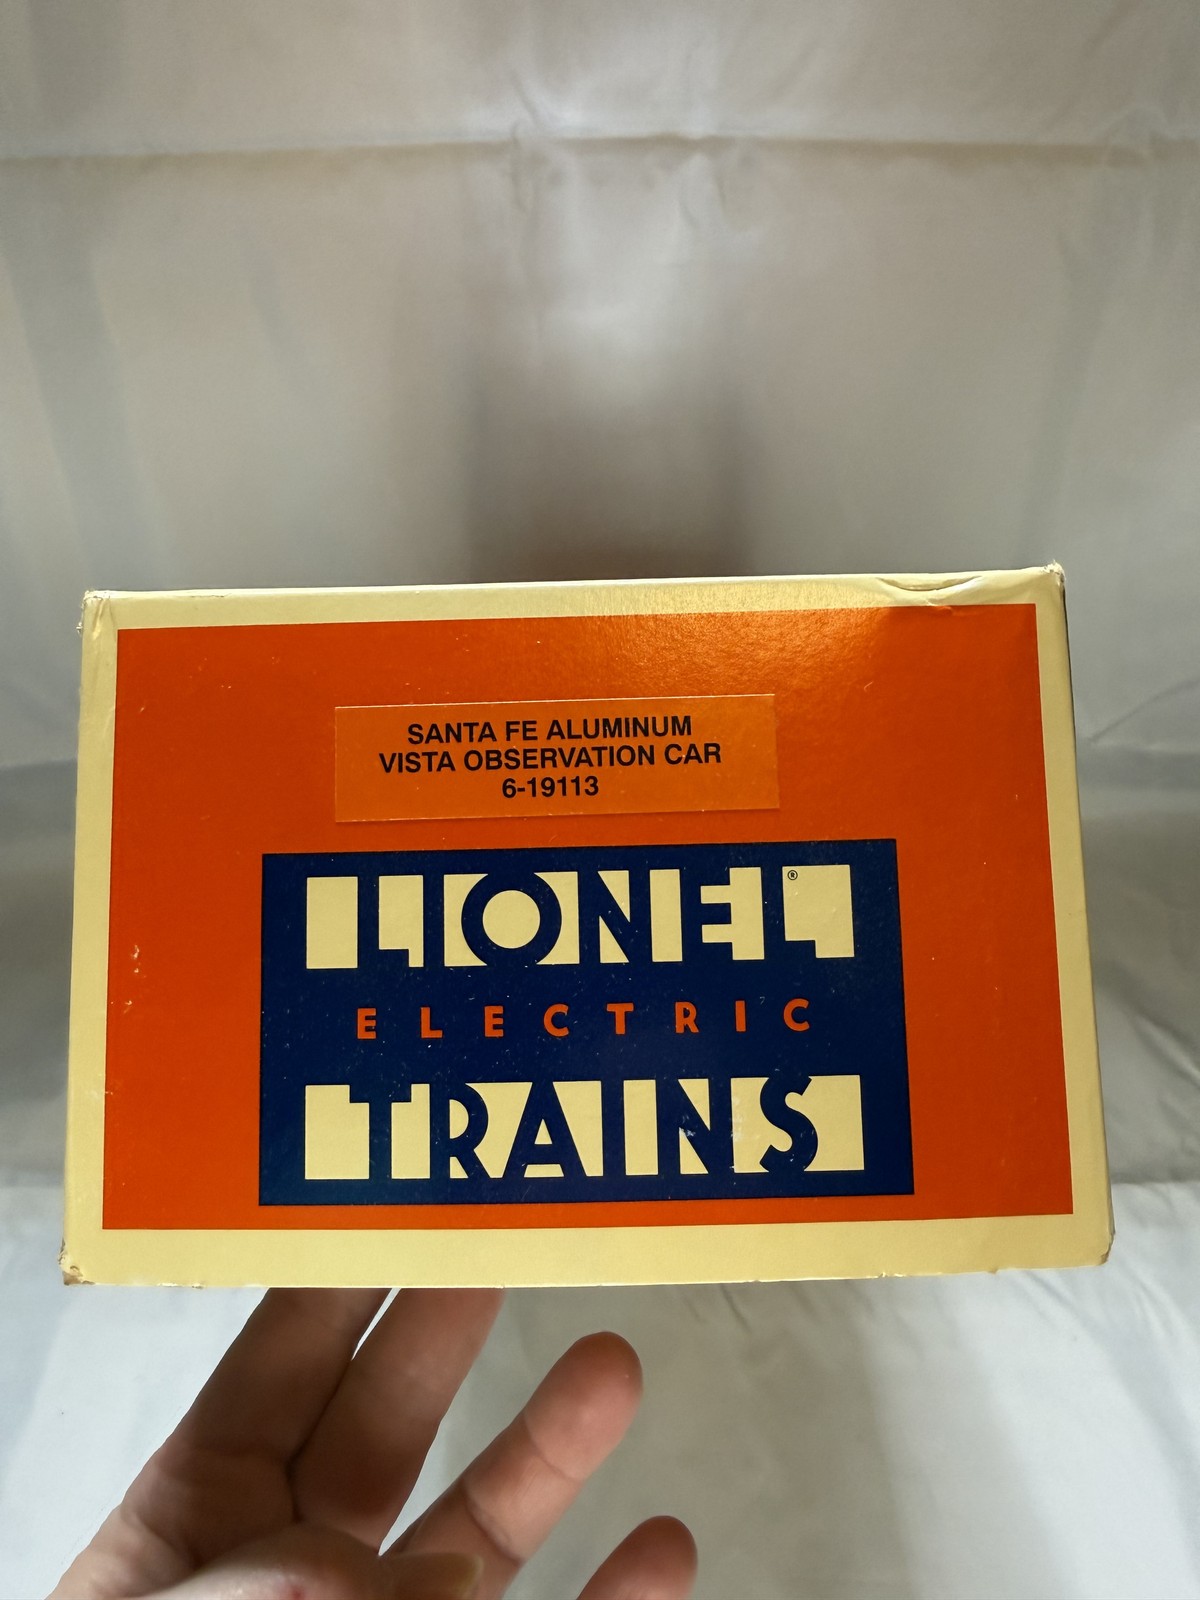 SANTA FE ALUMINUM
VISTA OBSERVATION CAR
6-19113
LIONEL®
ELECTRIC
TRAINS